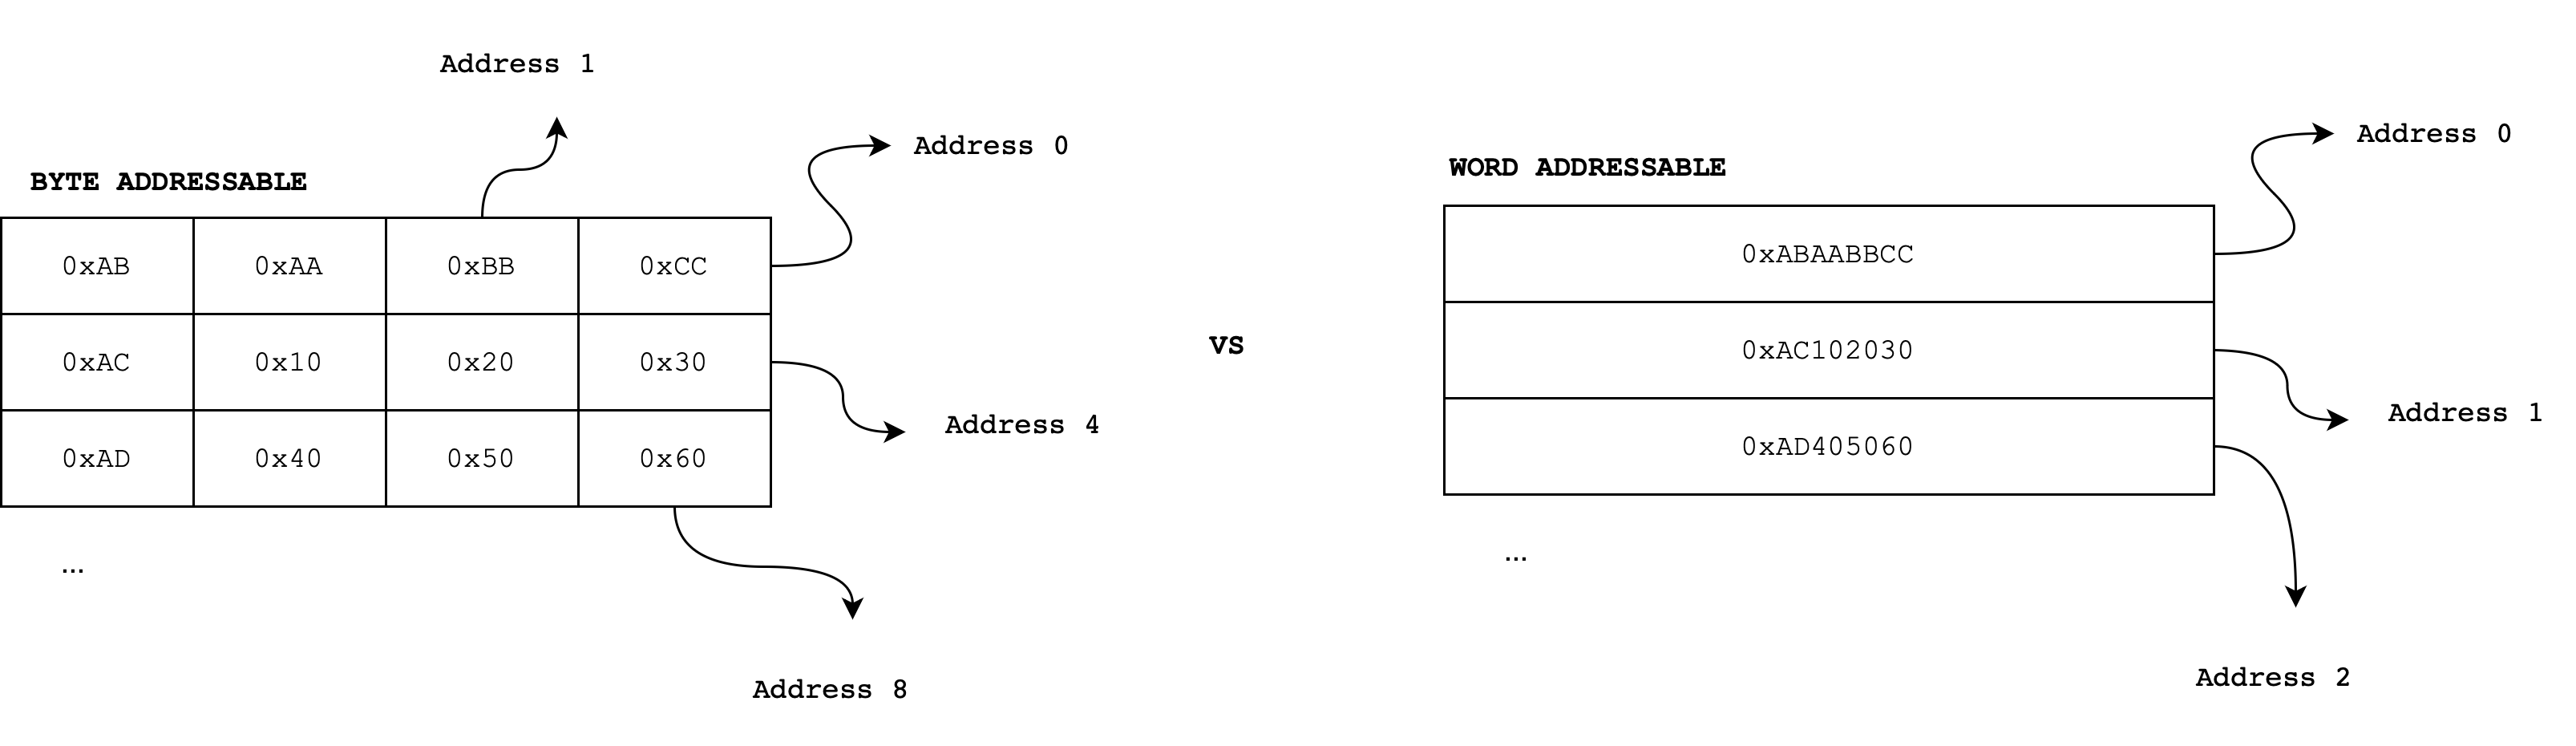 Address 1
Address 0
BYTE ADDRESSABLE
0xAB 0xAA 0xBB 0xCC
0xAC 0x10 0x20 0x30
Address 4
0xAD 0x40 0x50 0x60
...
Address 8
VS
Address 0
WORD ADDRESSABLE
0xABAABBCC
0xAC102030
Address 1
0xAD405060
...
Address 2